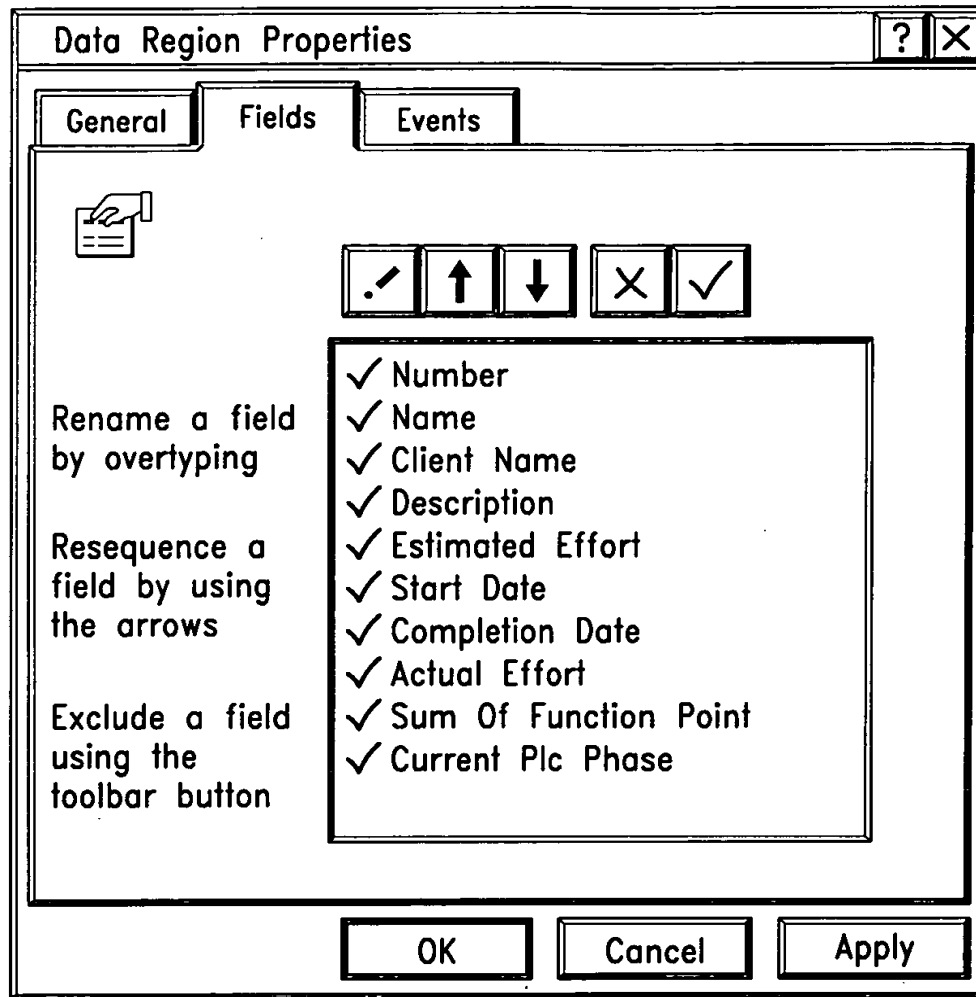 Data Region Properties
?
General
Fields
Events
Rename a field
by overtyping
Resequence a
field by using
the arrows
Exclude a field
using the
toolbar button
Number
Name
Client Name
Description
Estimated Effort
Start Date
Completion Date
Actual Effort
Sum Of Function Point
Current Plc Phase
OK
Cancel
Apply